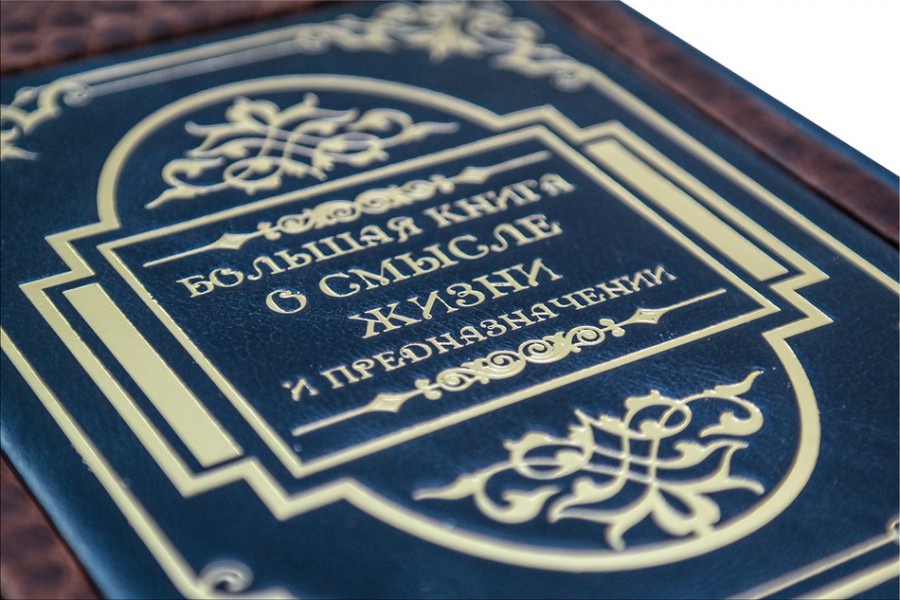 БОЛЬШАЯ КНИГА
О СМЫСЛЕ
ЖИЗНИ
И ПРЕДНАЗНАЧЕНИИ